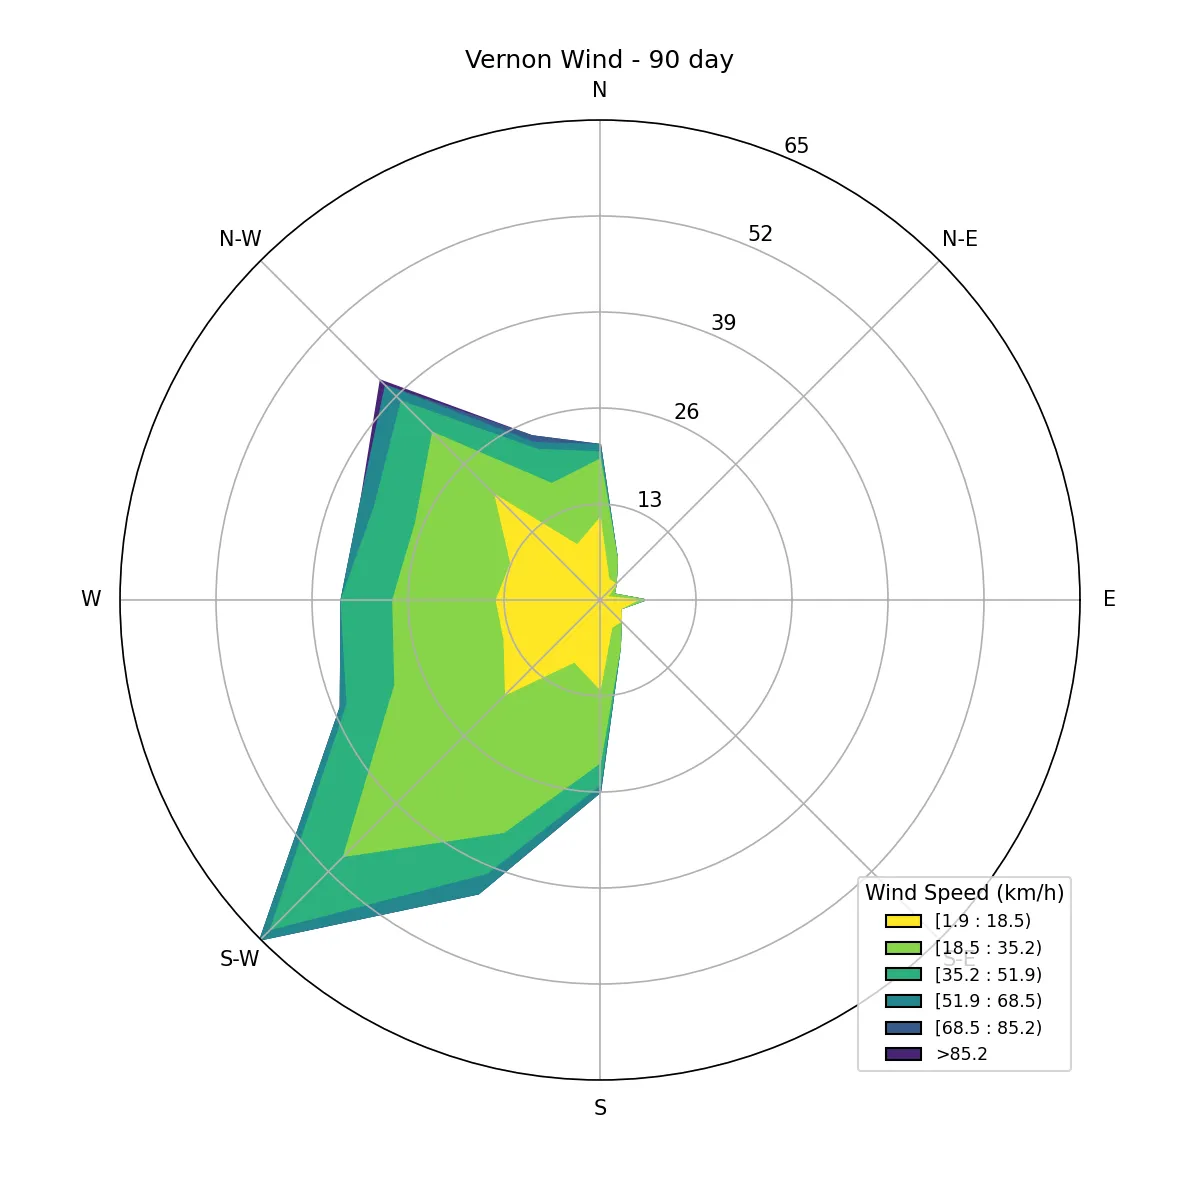 Vernon Wind - 90 day
N
65
N-W
52
N-E
39
26
13
W
E
S-W
S-E
S
Wind Speed (km/h)
[1.9 : 18.5)
[18.5 : 35.2)
[35.2 : 51.9)
[51.9 : 68.5)
[68.5 : 85.2)
>85.2